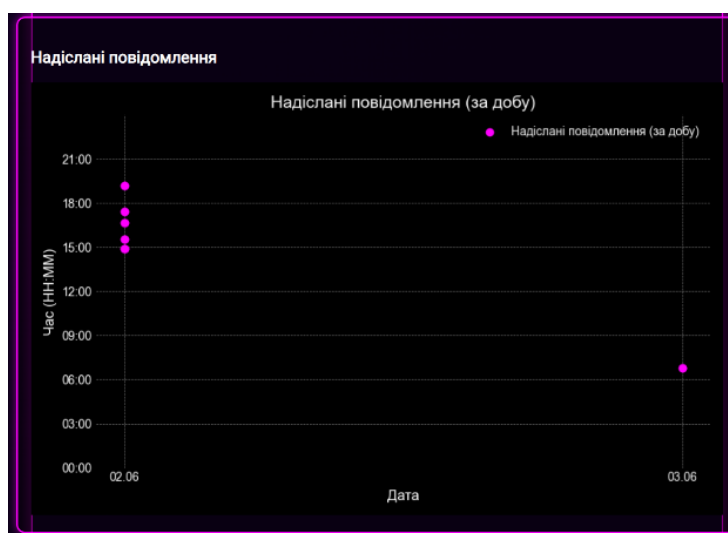 Надіслані повідомлення
Надіслані повідомлення (за добу)
Надіслані повідомлення (за добу)
Час (HH:MM)
21:00
18:00
15:00
12:00
09:00
06:00
03:00
00:00
02.06
03.06
Дата